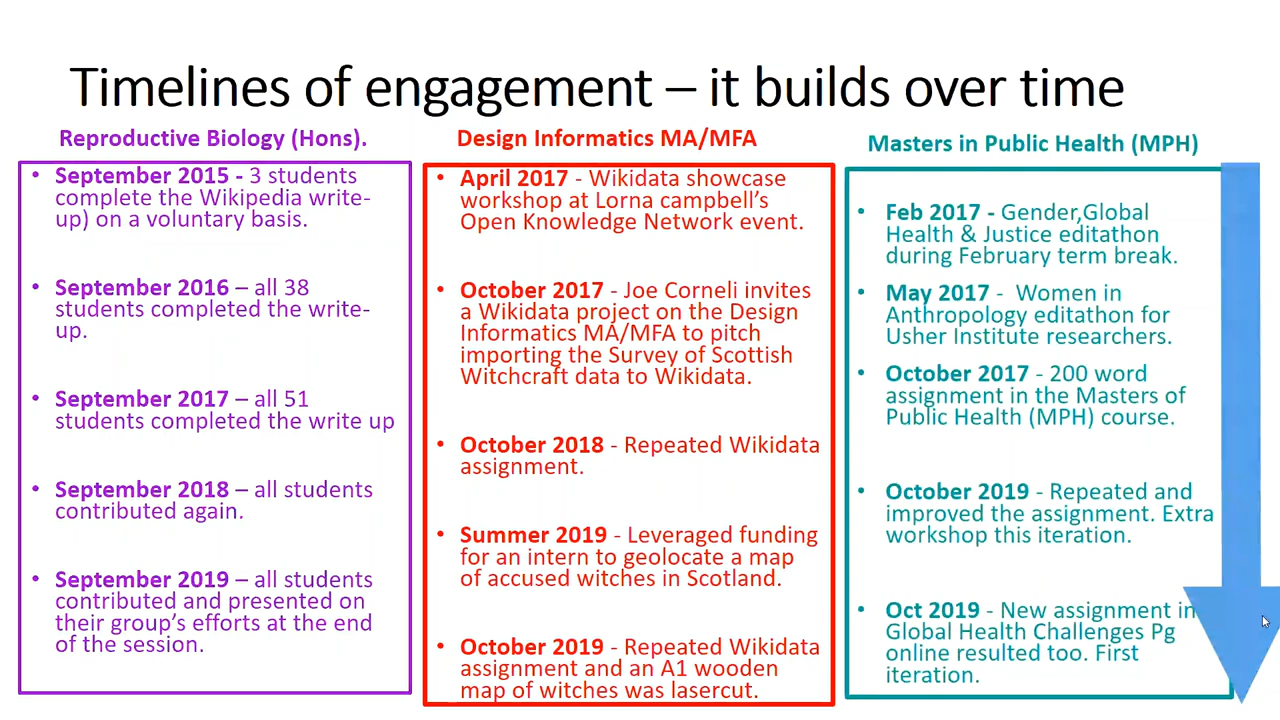 Timelines of engagement – it builds over time
Reproductive Biology (Hons).
• September 2015 - 3 students
complete the Wikipedia write-
up) on a voluntary basis.
• September 2016 – all 38
students completed the write-
up.
• September 2017 – all 51
students completed the write up
• September 2018 – all students
contributed again.
• September 2019 – all students
contributed and presented on
their group's efforts at the end
of the session.
Design Informatics MA/MFA
• April 2017 - Wikidata showcase
workshop at Lorna campbell's
Open Knowledge Network event.
• October 2017 - Joe Corneli invites
a Wikidata project on the Design
Informatics MA/MFA to pitch
importing the Survey of Scottish
Witchcraft data to Wikidata.
• October 2018 - Repeated Wikidata
assignment.
• Summer 2019 - Leveraged funding
for an intern to geolocate a map
of accused witches in Scotland.
• October 2019 - Repeated Wikidata
assignment and an A1 wooden
map of witches was lasercut.
Masters in Public Health (MPH)
• Feb 2017 - Gender,Global
Health & Justice editathon
during February term break.
• May 2017 - Women in
Anthropology editathon for
Usher Institute researchers.
• October 2017 - 200 word
assignment in the Masters of
Public Health (MPH) course.
• October 2019 - Repeated and
improved the assignment. Extra
workshop this iteration.
• Oct 2019 - New assignment in
Global Health Challenges Pg
online resulted too. First
iteration.